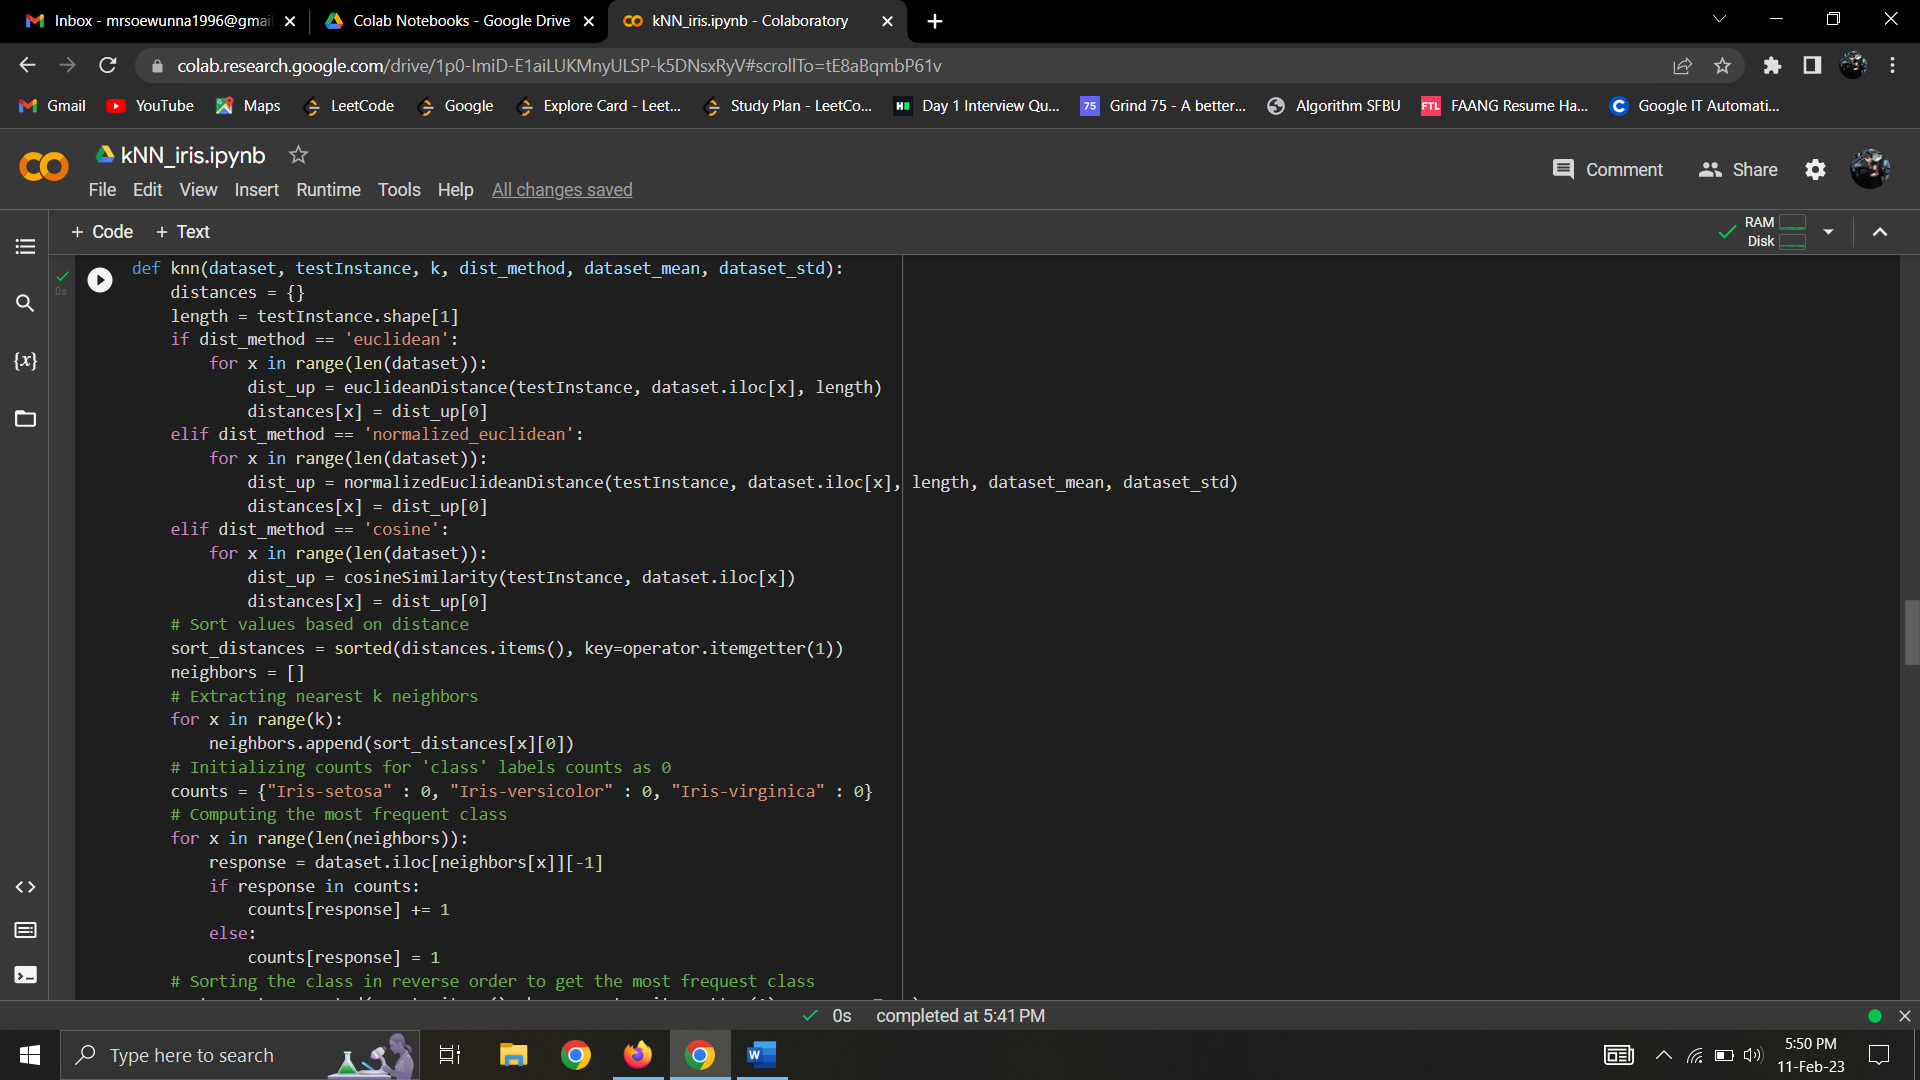 Inbox - mrsoewunna1996@gmai
Colab Notebooks - Google Drive
kNN_iris.ipynb - Colaboratory
colab.research.google.com/drive/1p0-ImiD-E1aiLUKMnyULSP-k5DNsxRyV#scrollTo=tE8aBqmbP61v
Gmail YouTube Maps LeetCode Google Explore Card - Leet... Study Plan - LeetCo... Day 1 Interview Qu... 75 Grind 75 - A better... Algorithm SFBU FTL FAANG Resume Ha... Google IT Automati...
kNN_iris.ipynb
Comment Share
File Edit View Insert Runtime Tools Help All changes saved
+ Code + Text
RAM
Disk
0s
def knn(dataset, testInstance, k, dist_method, dataset_mean, dataset_std):
distances = {}
length = testInstance.shape[1]
if dist_method == 'euclidean':
for x in range(len(dataset)):
dist_up = euclideanDistance(testInstance, dataset.iloc[x], length)
distances[x] = dist_up[0]
elif dist_method == 'normalized_euclidean':
for x in range(len(dataset)):
dist_up = normalizedEuclideanDistance(testInstance, dataset.iloc[x], length, dataset_mean, dataset_std)
distances[x] = dist_up[0]
elif dist_method == 'cosine':
for x in range(len(dataset)):
dist_up = cosineSimilarity(testInstance, dataset.iloc[x])
distances[x] = dist_up[0]
# Sort values based on distance
sort_distances = sorted(distances.items(), key=operator.itemgetter(1))
neighbors = []
# Extracting nearest k neighbors
for x in range(k):
neighbors.append(sort_distances[x][0])
# Initializing counts for 'class' labels counts as 0
counts = {"Iris-setosa" : 0, "Iris-versicolor" : 0, "Iris-virginica" : 0}
# Computing the most frequent class
for x in range(len(neighbors)):
response = dataset.iloc[neighbors[x]][-1]
if response in counts:
counts[response] += 1
else:
counts[response] = 1
# Sorting the class in reverse order to get the most frequest class
0s completed at 5:41 PM
Type here to search
5:50 PM
11-Feb-23